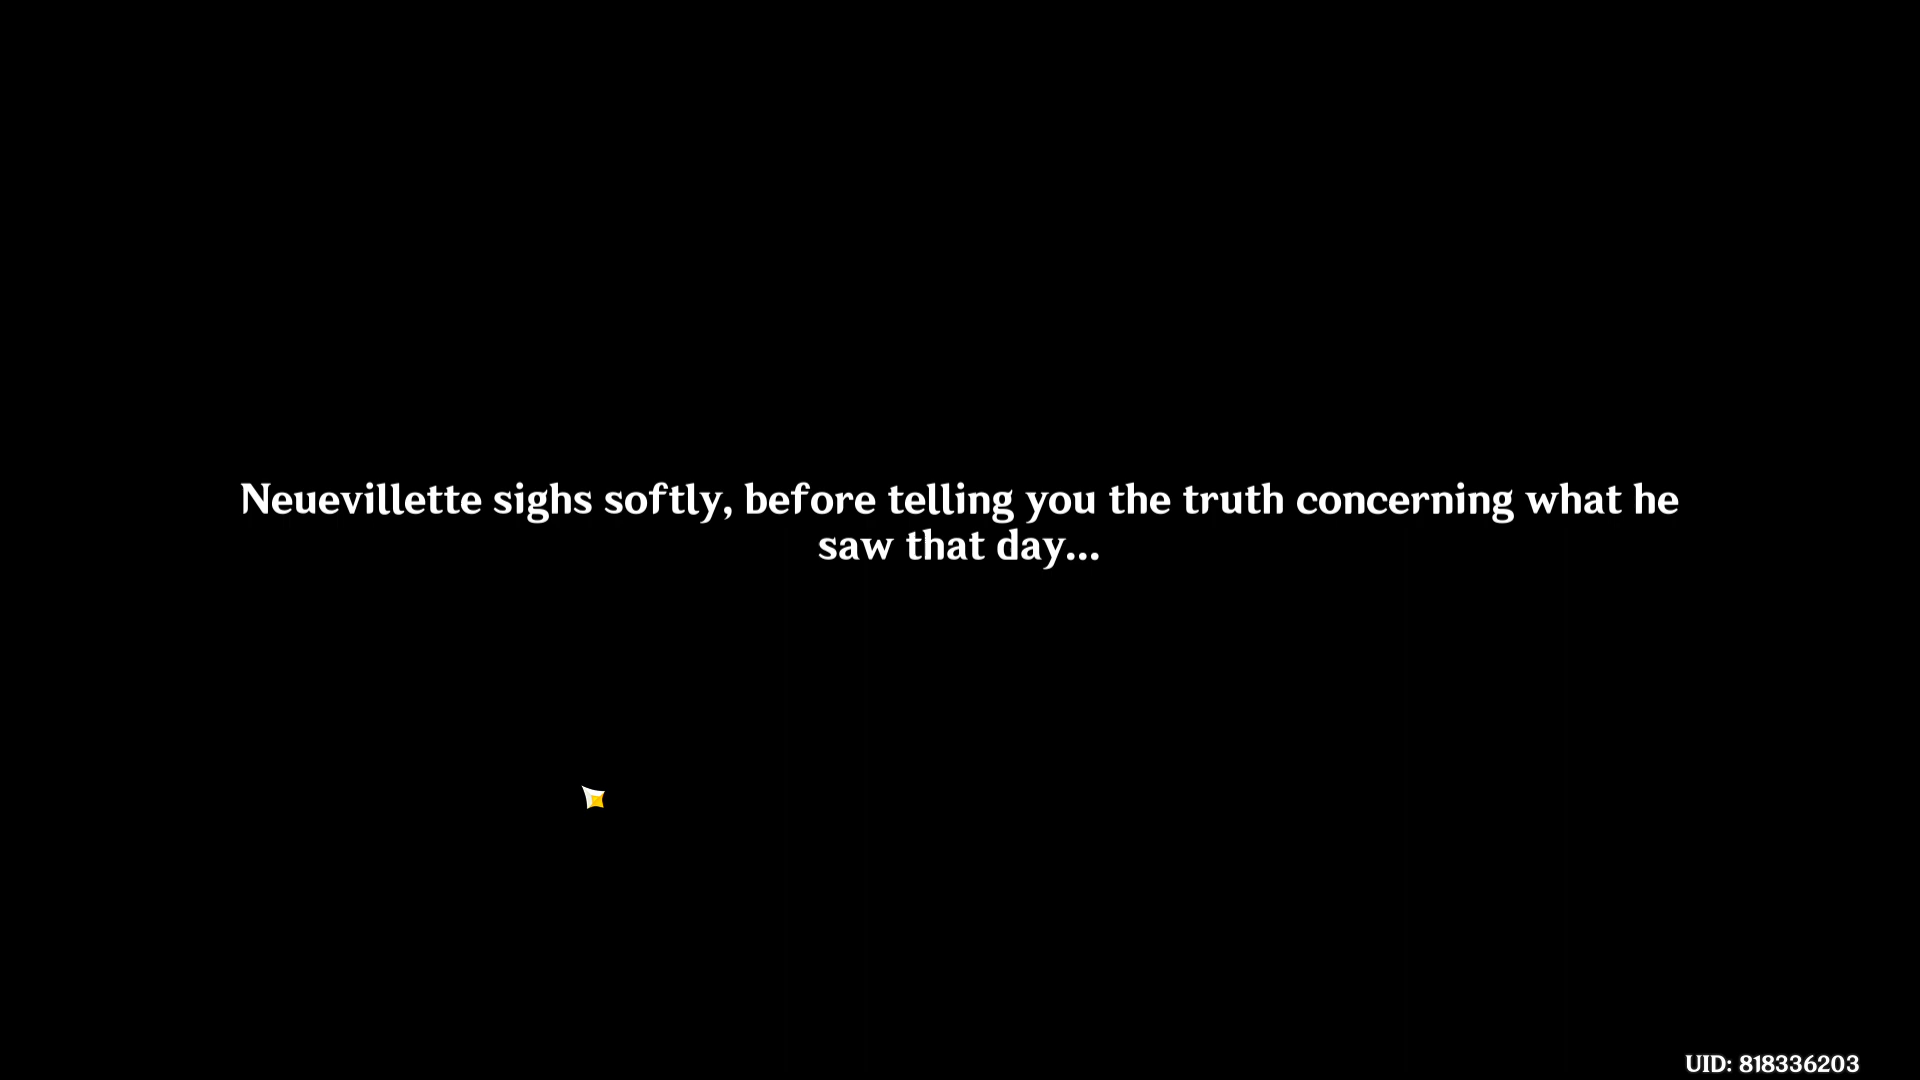 Neuevillette sighs softly, before telling you the truth concerning what he
saw that day...
UID: 818336203